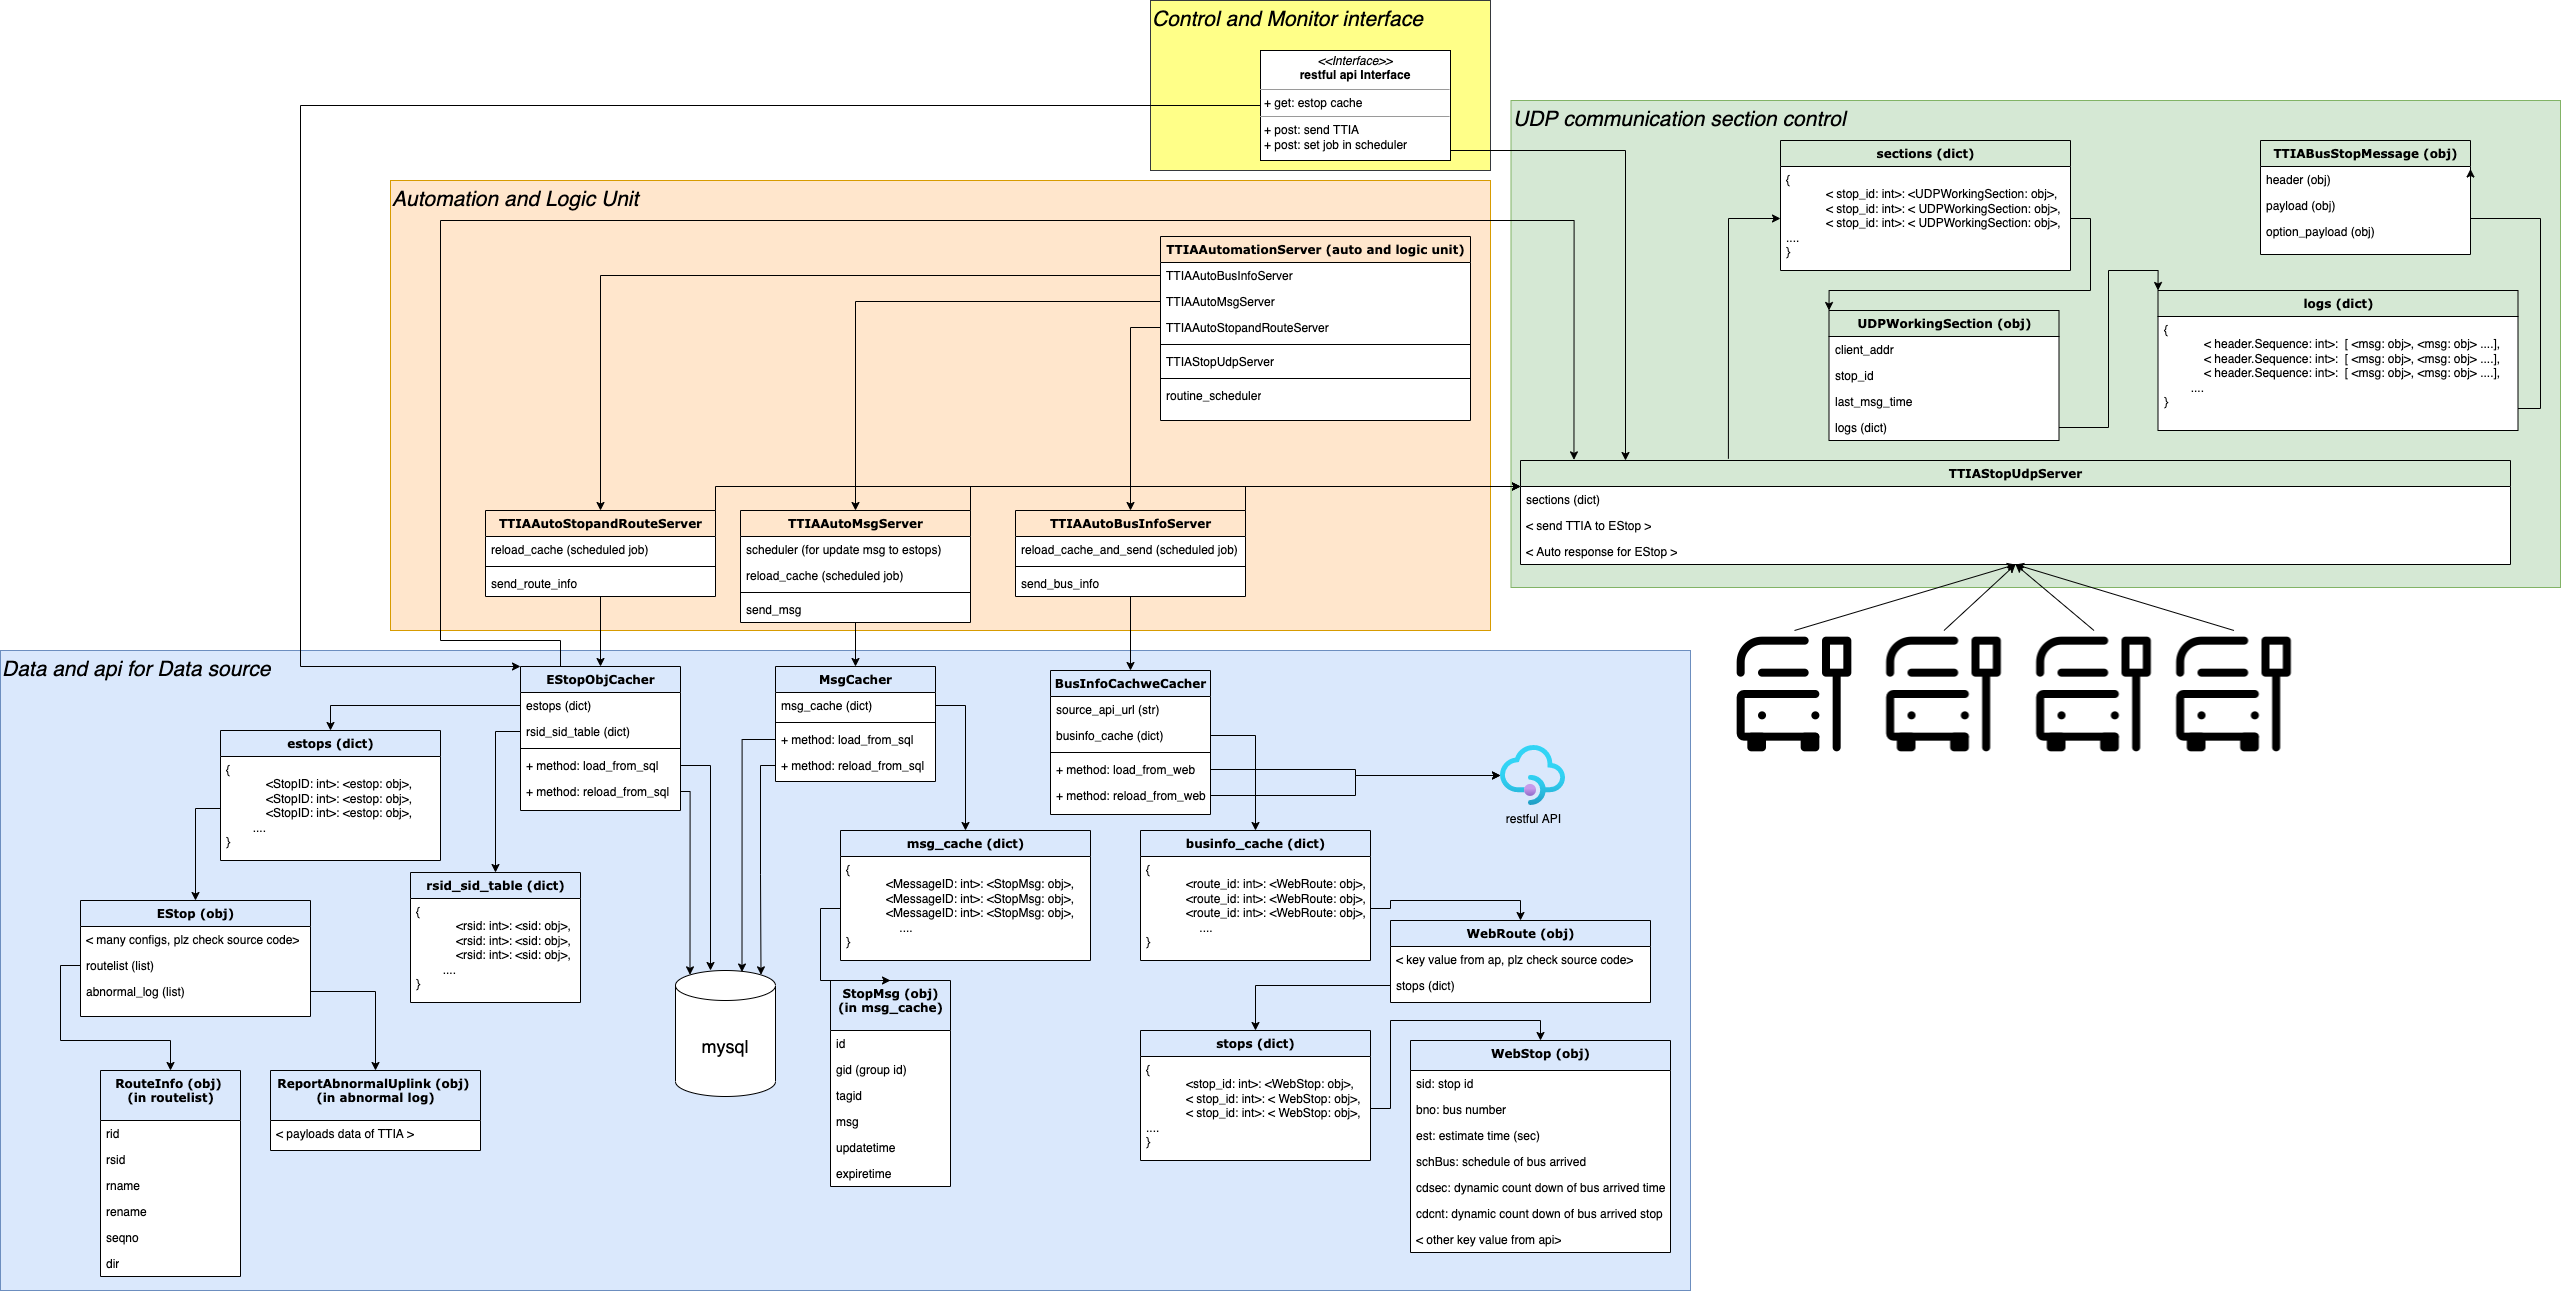 Control and Monitor interface
<<Interface>>
restful api Interface
+ get: estop cache
+ post: send TTIA
+ post: set job in scheduler
UDP communication section control
sections (dict)
{
< stop_id: int>: <UDPWorkingSection: obj>,
< stop_id: int>: < UDPWorkingSection: obj>,
< stop_id: int>: < UDPWorkingSection: obj>,
....
}
TTIABusStopMessage (obj)
header (obj)
payload (obj)
option_payload (obj)
UDPWorkingSection (obj)
client_addr
stop_id
last_msg_time
logs (dict)
logs (dict)
{
< header.Sequence: int>: [ <msg: obj>, <msg: obj> ....],
< header.Sequence: int>: [ <msg: obj>, <msg: obj> ....],
< header.Sequence: int>: [ <msg: obj>, <msg: obj> ....],
....
}
TTIAStopUdpServer
sections (dict)
< send TTIA to EStop >
< Auto response for EStop >
Automation and Logic Unit
TTIAAutomationServer (auto and logic unit)
TTIAAutoBusInfoServer
TTIAAutoMsgServer
TTIAAutoStopandRouteServer
TTIAStopUdpServer
routine_scheduler
TTIAAutoStopandRouteServer
reload_cache (scheduled job)
send_route_info
TTIAAutoMsgServer
scheduler (for update msg to estops)
reload_cache (scheduled job)
send_msg
TTIAAutoBusInfoServer
reload_cache_and_send (scheduled job)
send_bus_info
Data and api for Data source
EStopObjCacher
estops (dict)
rsid_sid_table (dict)
+ method: load_from_sql
+ method: reload_from_sql
MsgCacher
msg_cache (dict)
+ method: load_from_sql
+ method: reload_from_sql
BusInfoCachweCacher
source_api_url (str)
businfo_cache (dict)
+ method: load_from_web
+ method: reload_from_web
restful API
estops (dict)
{
<StopID: int>: <estop: obj>,
<StopID: int>: <estop: obj>,
<StopID: int>: <estop: obj>,
....
}
rsid_sid_table (dict)
{
<rsid: int>: <sid: obj>,
<rsid: int>: <sid: obj>,
<rsid: int>: <sid: obj>,
....
}
EStop (obj)
< many configs, plz check source code>
routelist (list)
abnormal_log (list)
RouteInfo (obj)
(in routelist)
rid
rsid
rname
rename
seqno
dir
ReportAbnormalUplink (obj)
(in abnormal log)
< payloads data of TTIA >
mysql
msg_cache (dict)
{
<MessageID: int>: <StopMsg: obj>,
<MessageID: int>: <StopMsg: obj>,
<MessageID: int>: <StopMsg: obj>,
....
}
StopMsg (obj)
(in msg_cache)
id
gid (group id)
tagid
msg
updatetime
expiretime
businfo_cache (dict)
{
<route_id: int>: <WebRoute: obj>,
<route_id: int>: <WebRoute: obj>,
<route_id: int>: <WebRoute: obj>,
....
}
WebRoute (obj)
< key value from ap, plz check source code>
stops (dict)
stops (dict)
{
<stop_id: int>: <WebStop: obj>,
< stop_id: int>: < WebStop: obj>,
< stop_id: int>: < WebStop: obj>,
....
}
WebStop (obj)
sid: stop id
bno: bus number
est: estimate time (sec)
schBus: schedule of bus arrived
cdsec: dynamic count down of bus arrived time
cdcnt: dynamic count down of bus arrived stop
< other key value from api>